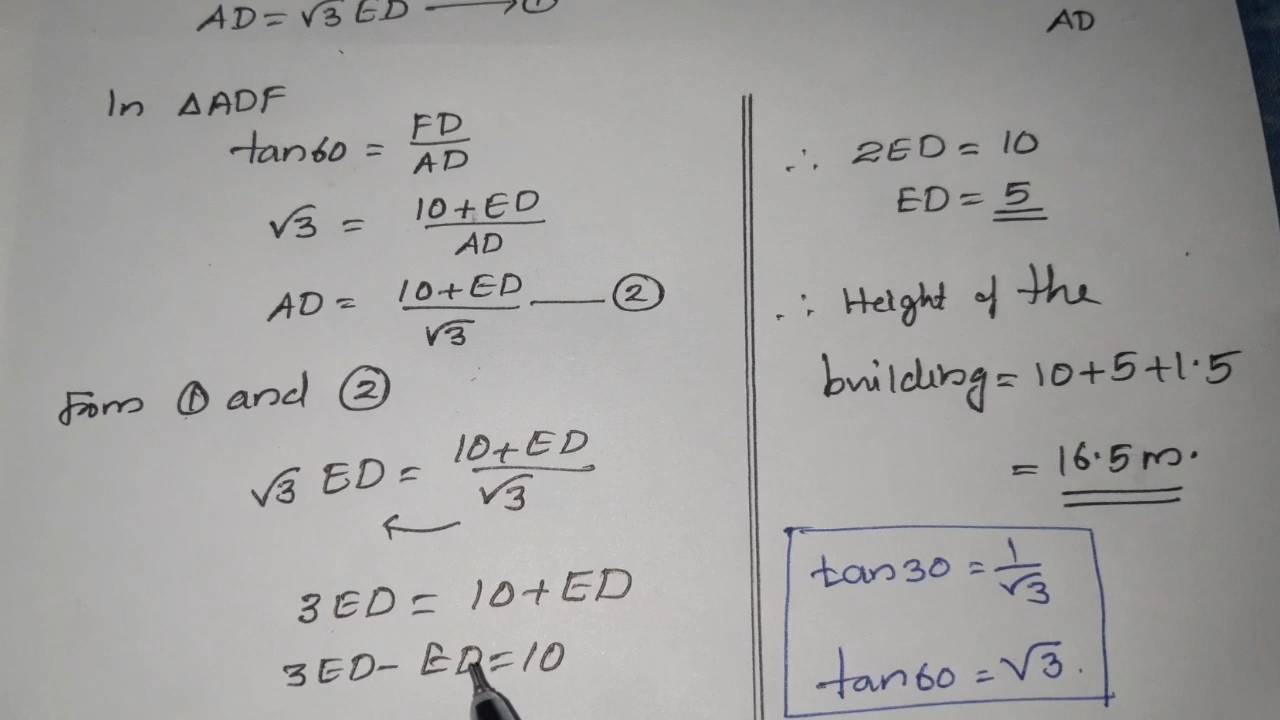 AD = √3 ED ⟶ ①
In △ADF
tan60 = FD/AD
√3 = 10+ED/AD
AD = 10+ED/√3 — ②
From ① and ②
√3 ED = 10+ED/√3
←
3ED = 10+ED
3ED- ED=10
AD
∴ 2ED = 10
ED = 5
∴ Height of the
building = 10+5+1.5
= 16.5m.
tan30 = 1/√3
tan60 = √3.